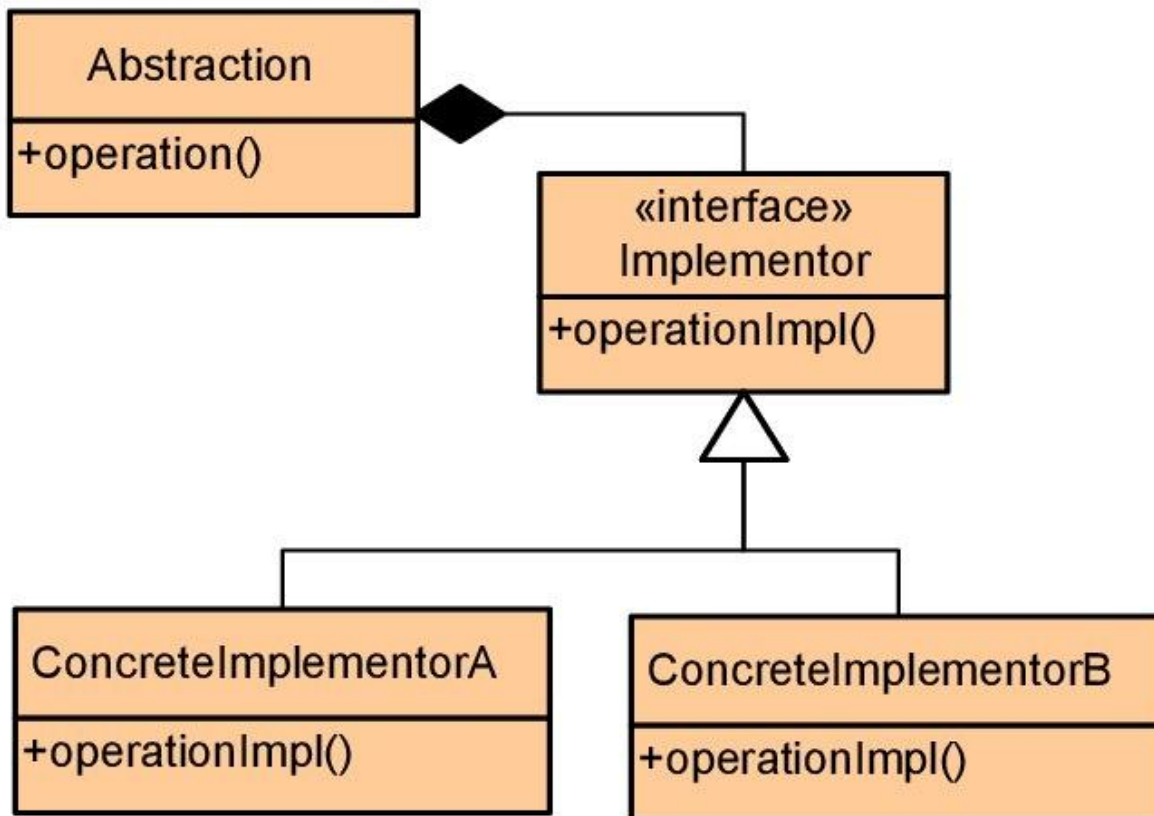 Abstraction
+operation()
«interface»
Implementor
+operationImpl()
ConcreteImplementorA
+operationImpl()
ConcreteImplementorB
+operationImpl()